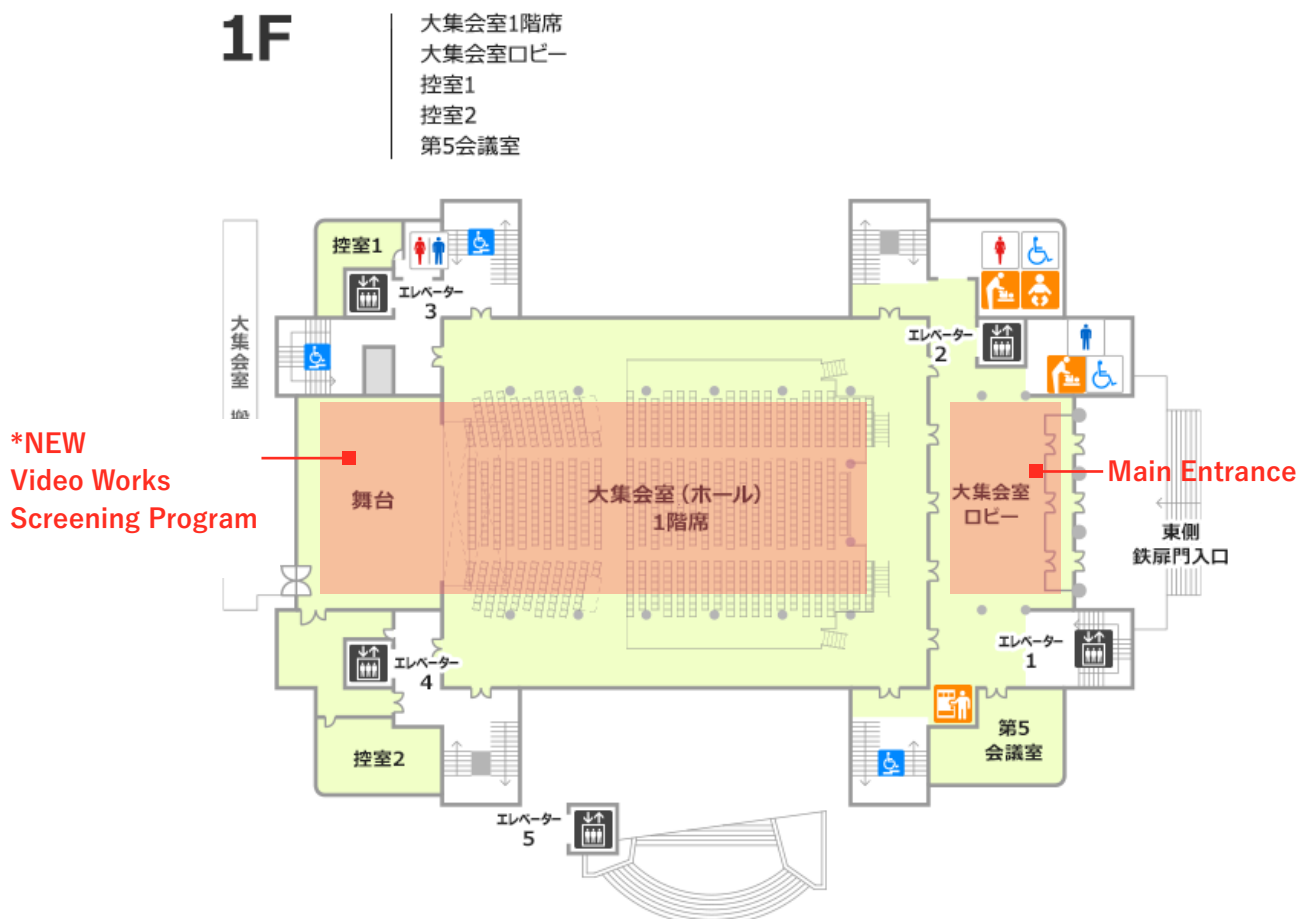 1F
大集会室1階席
大集会室ロビー
控室1
控室2
第5会議室
控室1
エレベーター
3
大集会室
エレベーター
2
*NEW
Video Works
Screening Program
舞台
大集会室（ホール）
1階席
大集会室
ロビー
Main Entrance
東側
鉄扉門入口
エレベーター
4
エレベーター
1
控室2
第5
会議室
エレベーター
5